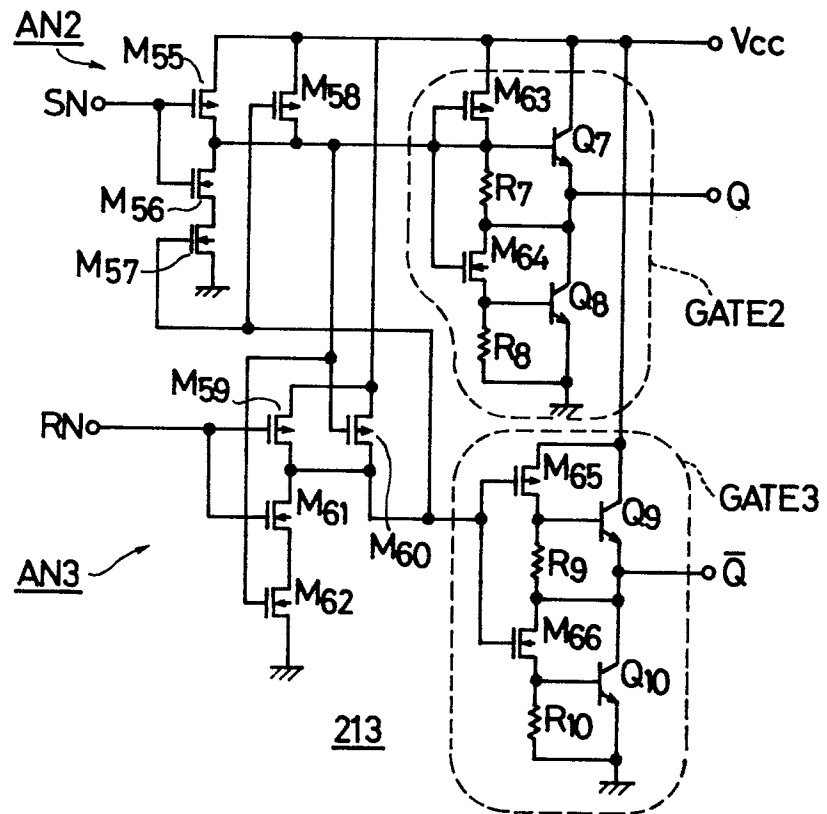 AN2
M55
Vcc
SN
M58
M63
Q7
M56
R7
Q
M57
M64
Q8
R8
GATE2
M59
RN
M65
GATE3
M61
M60
Q9
R9
Q̅
AN3
M62
M66
Q10
R10
213